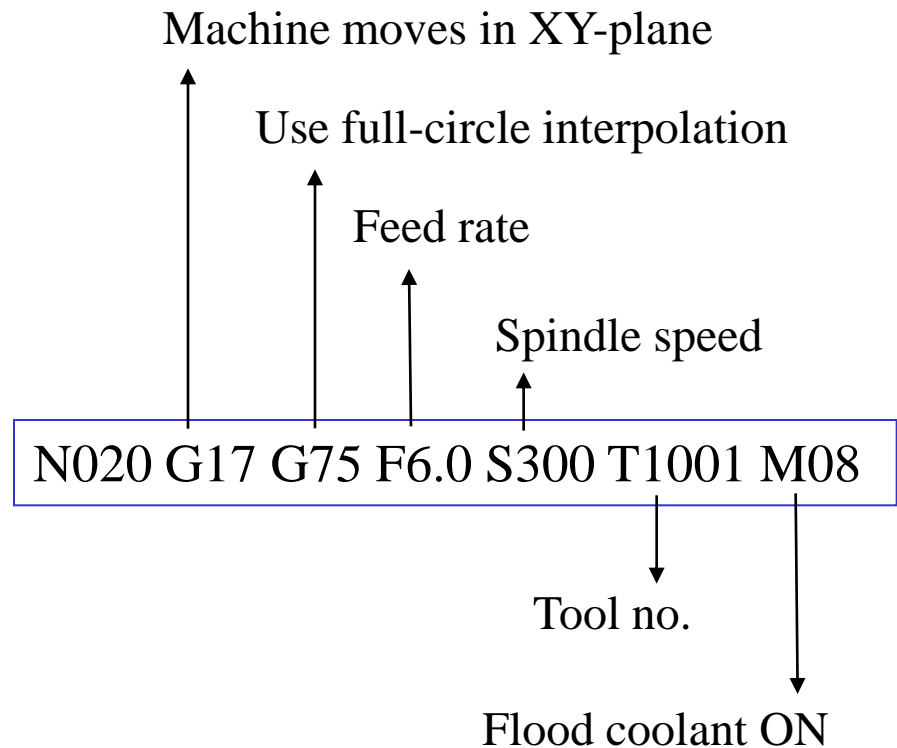 Machine moves in XY-plane
Use full-circle interpolation
Feed rate
Spindle speed
N020 G17 G75 F6.0 S300 T1001 M08
Tool no.
Flood coolant ON